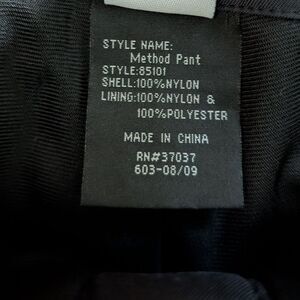 STYLE NAME:
Method Pant
STYLE:85101
SHELL:100%NYLON
LINING:100%NYLON &
100%POLYESTER
MADE IN CHINA
RN#37037
603-08/09